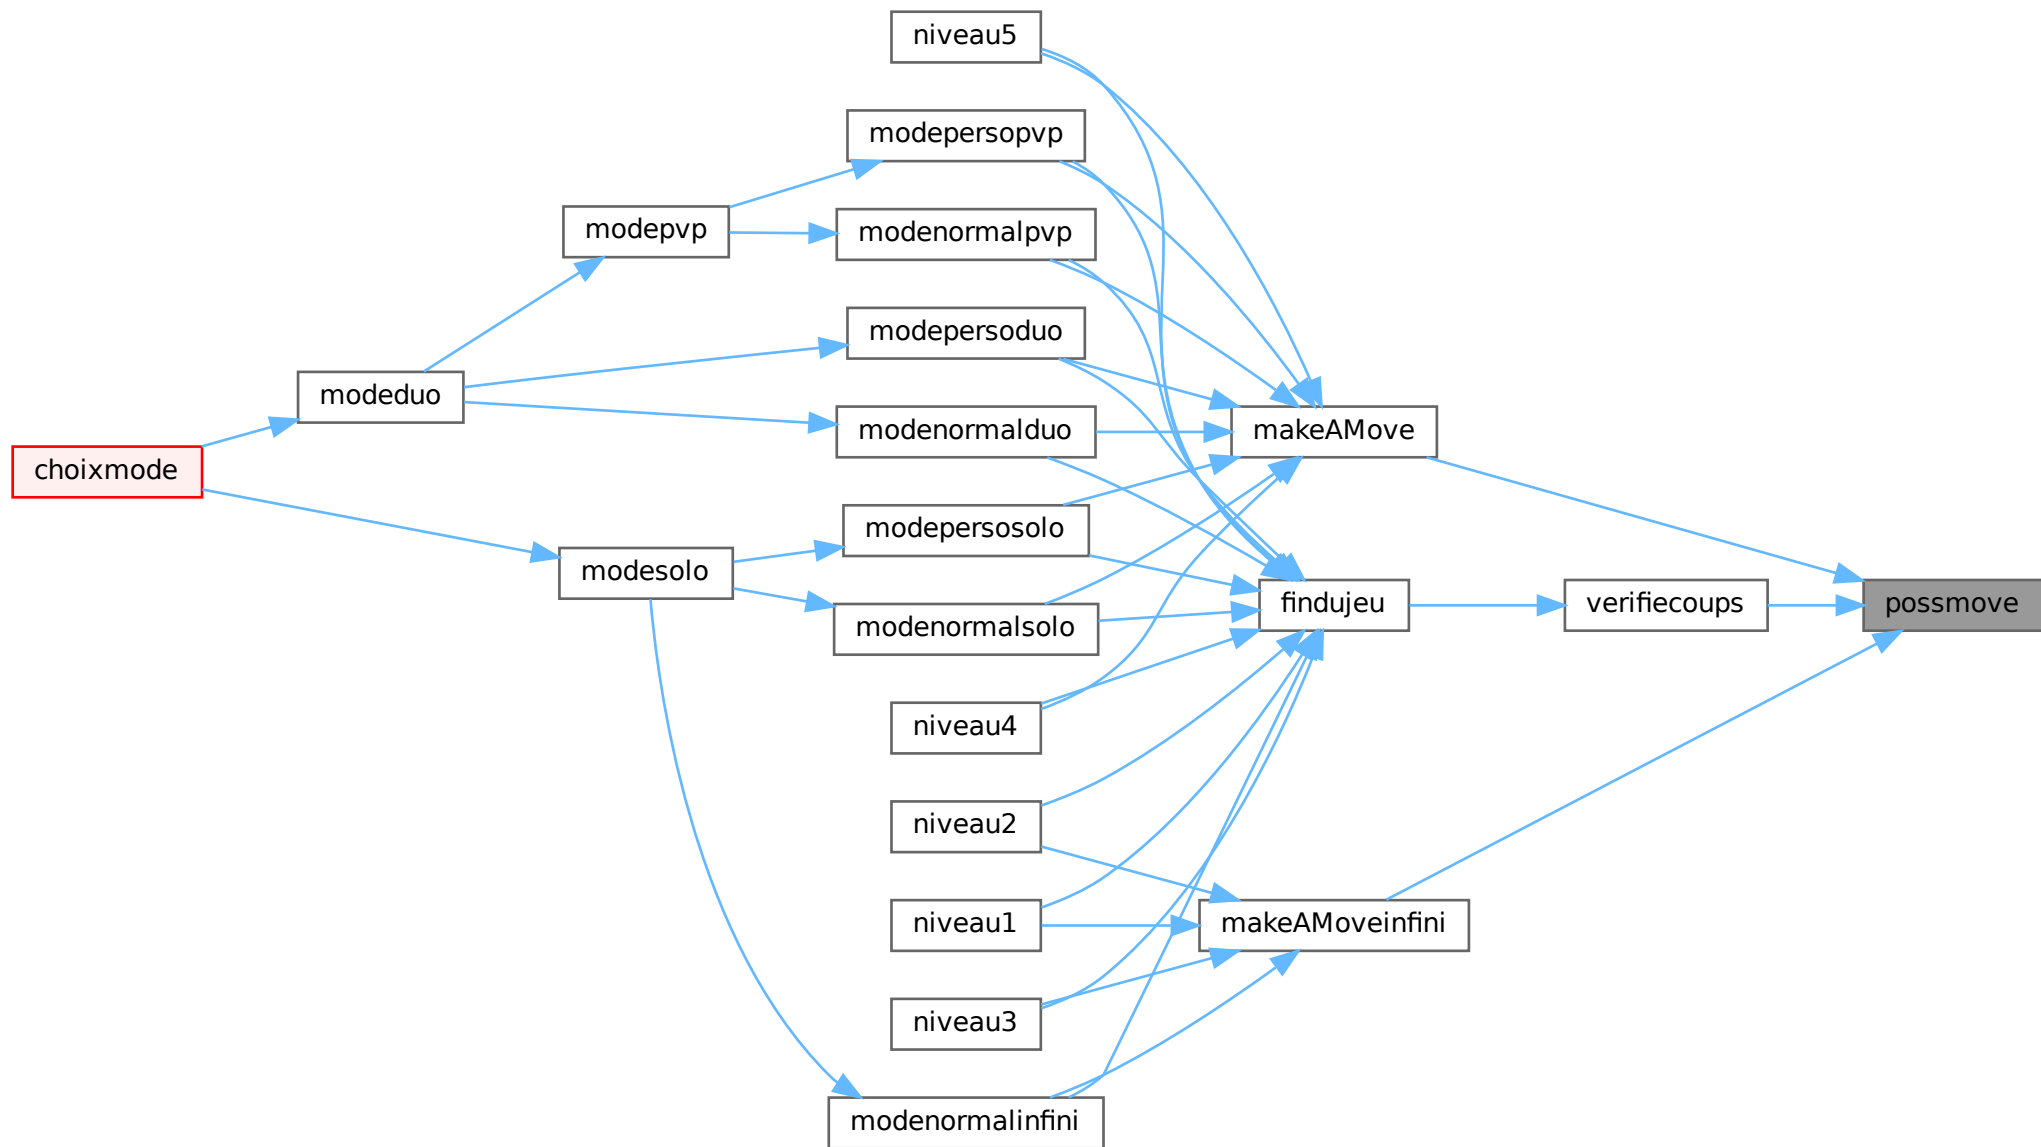 niveau5
modepersopvp
modepvp
modenormalpvp
modepersoduo
modeduo
modenormalduo
makeAMove
choixmode
modepersosolo
modesolo
findujeu
verifiecoups
possmove
modenormalsolo
niveau4
niveau2
niveau1
makeAMoveinfini
niveau3
modenormalinfini